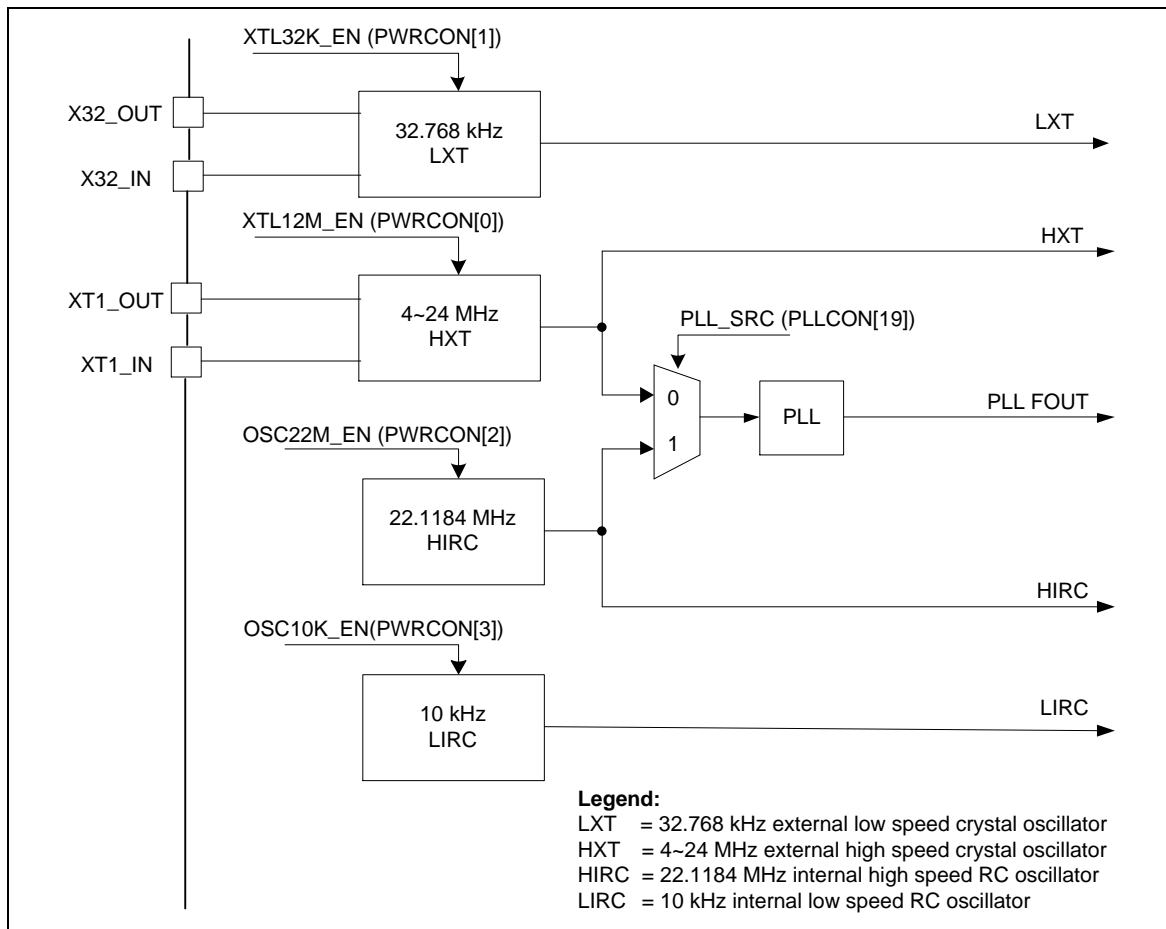 XTL32K_EN (PWRCON[1])
X32_OUT
32.768 kHz
LXT
LXT
X32_IN
XTL12M_EN (PWRCON[0])
HXT
XT1_OUT
4~24 MHz
HXT
XT1_IN
PLL_SRC (PLLCON[19])
0
1
PLL
PLL FOUT
OSC22M_EN (PWRCON[2])
22.1184 MHz
HIRC
HIRC
OSC10K_EN(PWRCON[3])
10 kHz
LIRC
LIRC
Legend:
LXT = 32.768 kHz external low speed crystal oscillator
HXT = 4~24 MHz external high speed crystal oscillator
HIRC = 22.1184 MHz internal high speed RC oscillator
LIRC = 10 kHz internal low speed RC oscillator